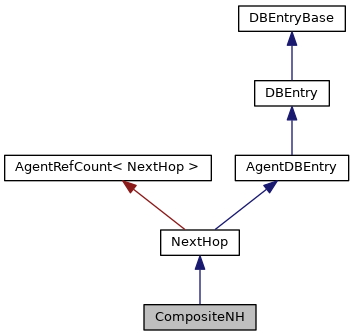 DBEntryBase
DBEntry
AgentRefCount< NextHop >
AgentDBEntry
NextHop
CompositeNH